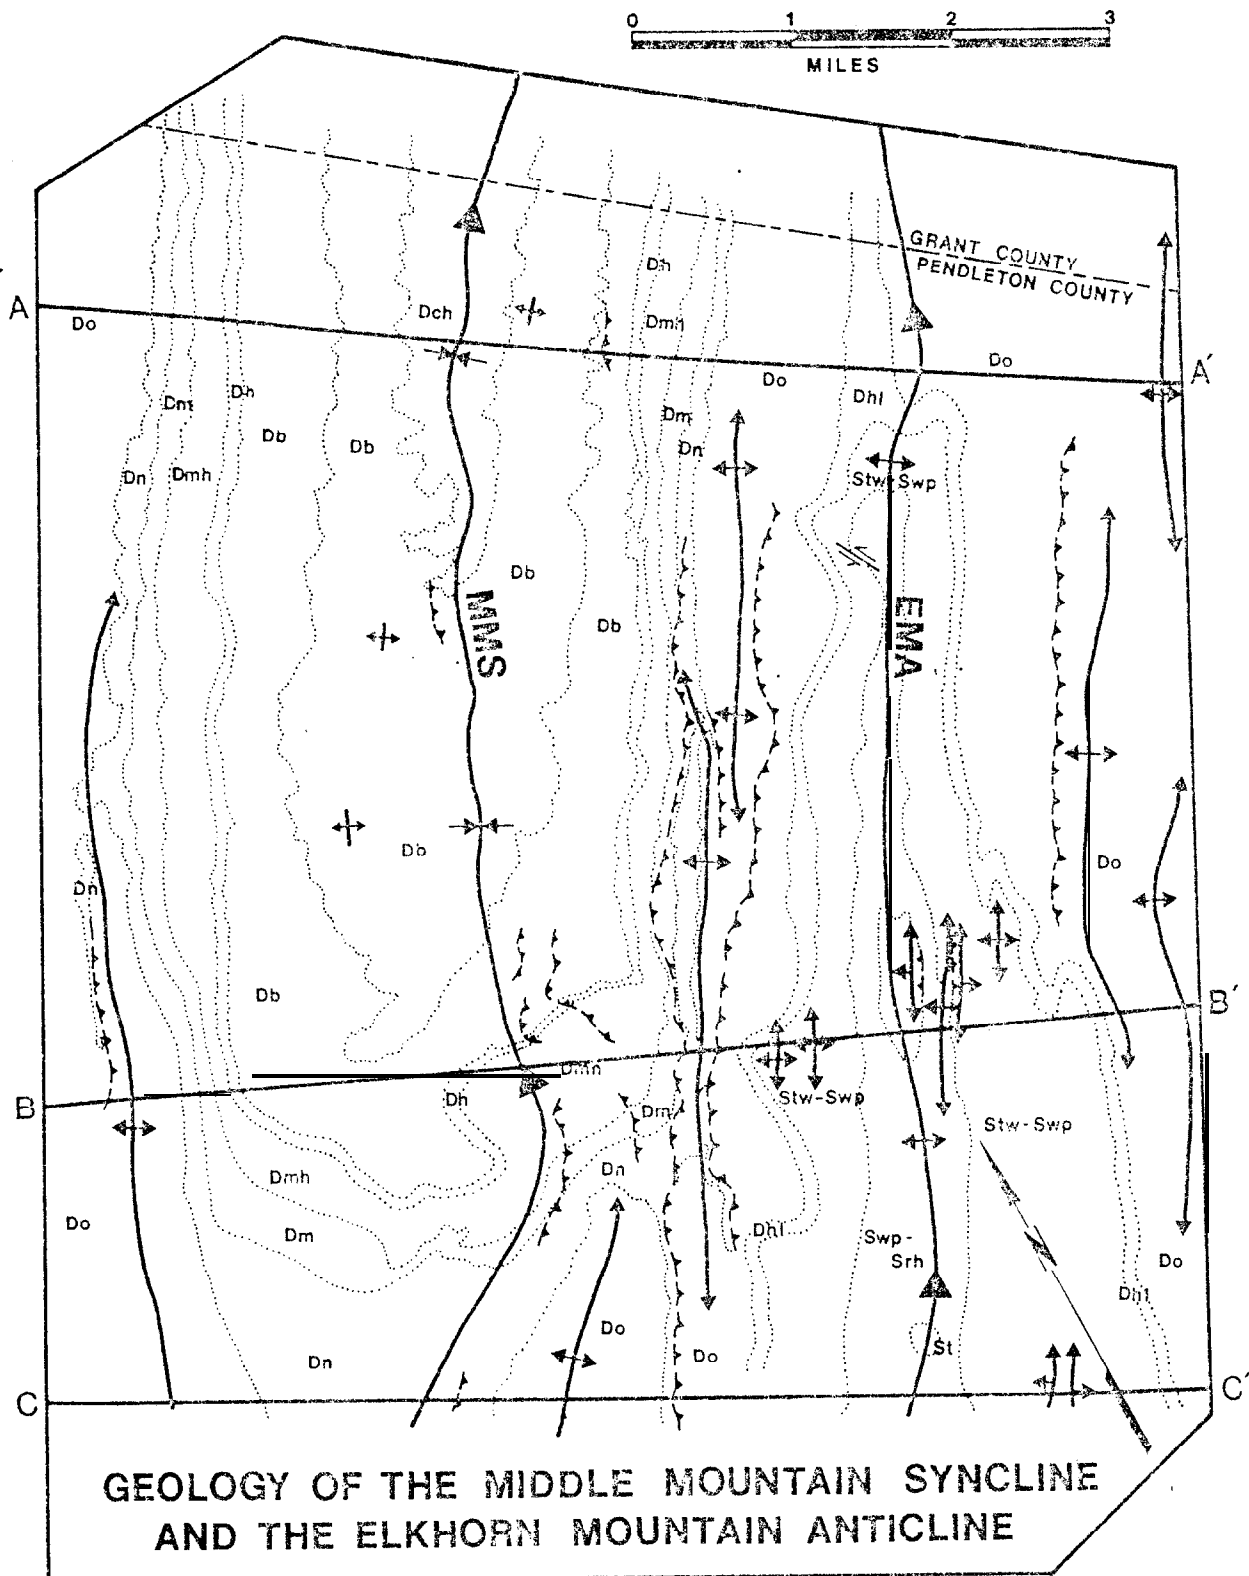 0 1 2 3
MILES
GRANT COUNTY
PENDLETON COUNTY
A
Do
Dch
Dh
Dmh
Do
Do
A´
Dm
Dh
Dhl
Dm
Db
Db
Dn
Stw-Swp
Dn
Dmh
Db
Db
MMS
EMA
Db
Do
Dn
Db
B´
Dmh
B
Dh
Stw-Swp
Dm
Stw-Swp
Dn
Dmh
Do
Dm
Dhl
Swp-
Srh
Do
Dhl
Do
Do
St
Dn
C
C´
GEOLOGY OF THE MIDDLE MOUNTAIN SYNCLINE
AND THE ELKHORN MOUNTAIN ANTICLINE